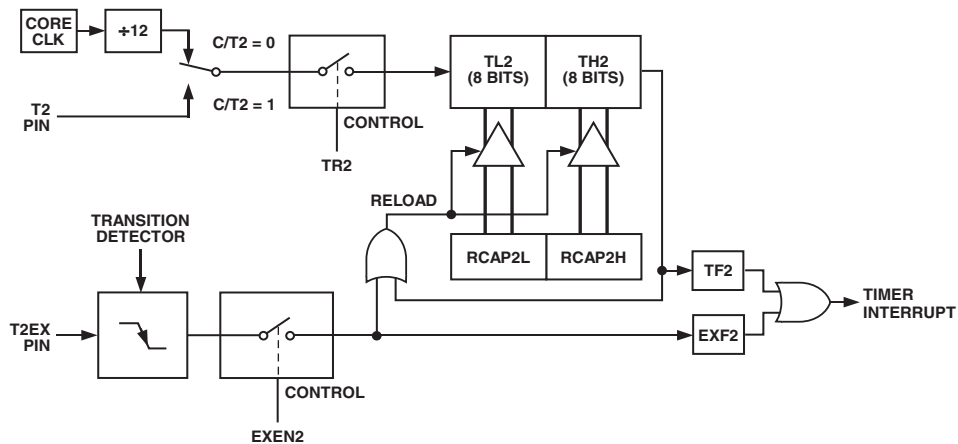 CORE
CLK
÷12
C/T2 = 0
C/T2 = 1
T2
PIN
CONTROL
TR2
TL2
(8 BITS)
TH2
(8 BITS)
RELOAD
TRANSITION
DETECTOR
RCAP2L
RCAP2H
TF2
TIMER
INTERRUPT
T2EX
PIN
EXF2
CONTROL
EXEN2